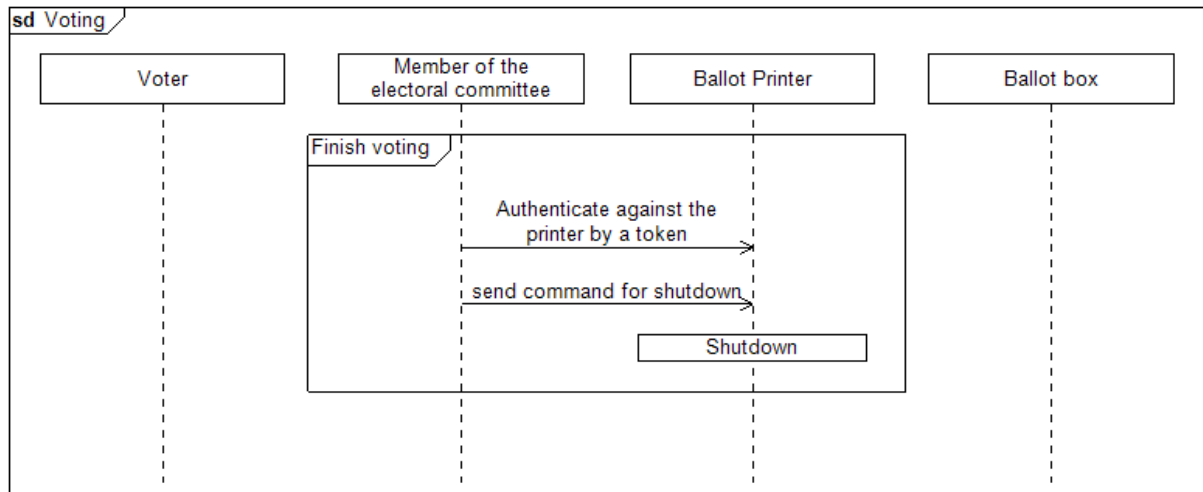 sd Voting
Voter
Member of the
electoral committee
Ballot Printer
Ballot box
Finish voting
Authenticate against the
printer by a token
send command for shutdown
Shutdown